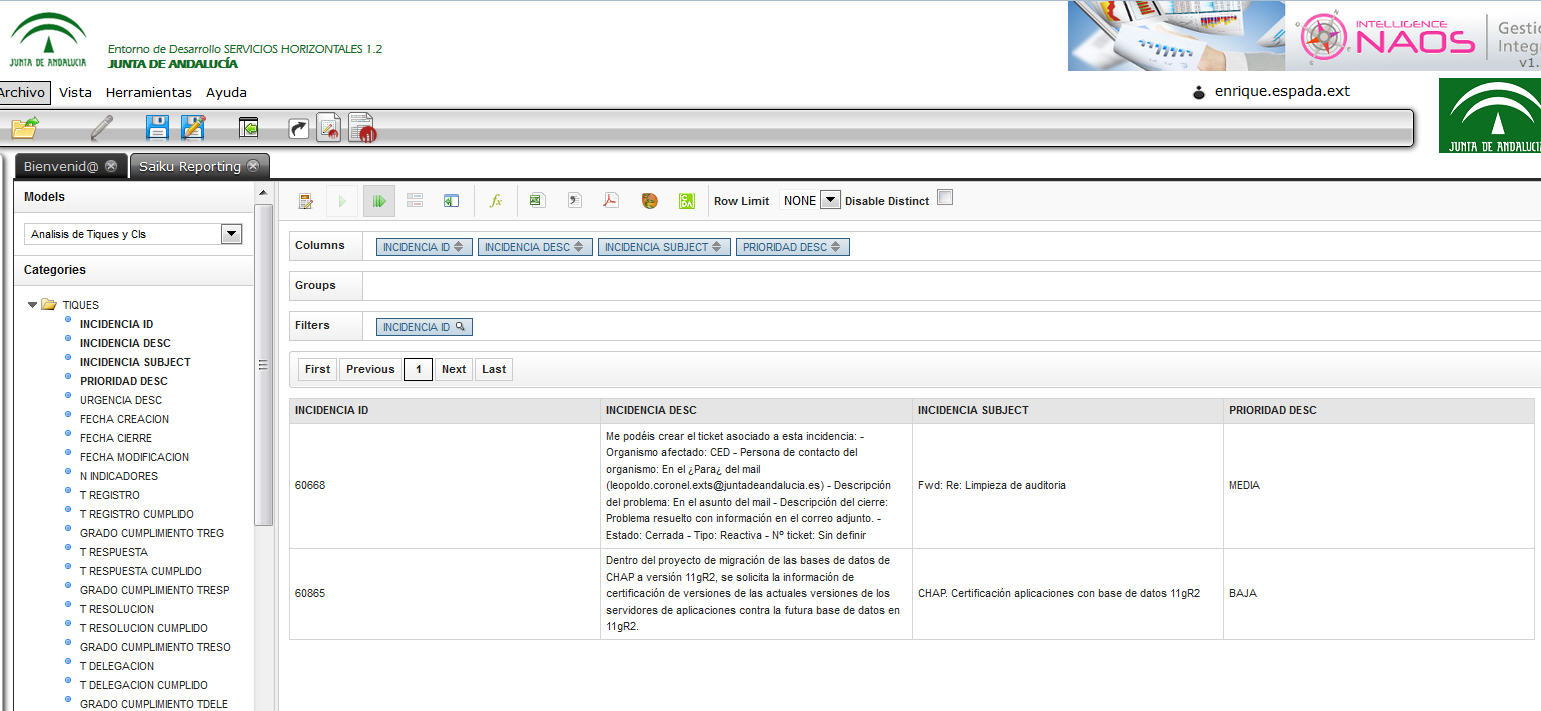 JUNTA DE ANDALUCIA
Entorno de Desarrollo SERVICIOS HORIZONTALES 1.2
JUNTA DE ANDALUCÍA
INTELLIGENCE
NAOS
v1.
Archivo Vista Herramientas Ayuda
enrique.espada.ext
JUNTA DE ANDALUCIA
Bienvenid@ Saiku Reporting
Models
Analisis de Tiques y CIs
Categories
TIQUES
INCIDENCIA ID
INCIDENCIA DESC
INCIDENCIA SUBJECT
PRIORIDAD DESC
URGENCIA DESC
FECHA CREACION
FECHA CIERRE
FECHA MODIFICACION
N INDICADORES
T REGISTRO
T REGISTRO CUMPLIDO
GRADO CUMPLIMIENTO TREG
T RESPUESTA
T RESPUESTA CUMPLIDO
GRADO CUMPLIMIENTO TRESP
T RESOLUCION
T RESOLUCION CUMPLIDO
GRADO CUMPLIMIENTO TRESO
T DELEGACION
T DELEGACION CUMPLIDO
GRADO CUMPLIMIENTO TDELE
Row Limit NONE Disable Distinct
Columns INCIDENCIA ID INCIDENCIA DESC INCIDENCIA SUBJECT PRIORIDAD DESC
Groups
Filters INCIDENCIA ID
First Previous 1 Next Last
INCIDENCIA ID INCIDENCIA DESC INCIDENCIA SUBJECT PRIORIDAD DESC
60668
Me podéis crear el ticket asociado a esta incidencia: -
Organismo afectado: CED - Persona de contacto del
organismo: En el ¿Para¿ del mail
(leopoldo.coronel.exts@juntadeandalucia.es) - Descripción
del problema: En el asunto del mail - Descripción del cierre:
Problema resuelto con información en el correo adjunto. -
Estado: Cerrada - Tipo: Reactiva - Nº ticket: Sin definir
Fwd: Re: Limpieza de auditoria
MEDIA
60865
Dentro del proyecto de migración de las bases de datos de
CHAP a versión 11gR2, se solicita la información de
certificación de versiones de las actuales versiones de los
servidores de aplicaciones contra la futura base de datos en
11gR2.
CHAP. Certificación aplicaciones con base de datos 11gR2
BAJA